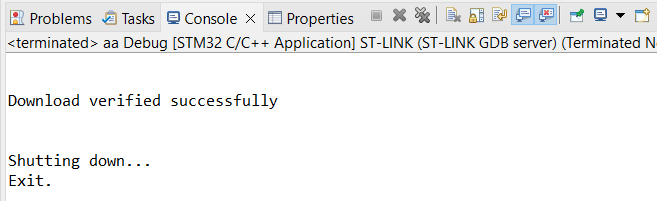 Problems Tasks Console Properties
<terminated> aa Debug [STM32 C/C++ Application] ST-LINK (ST-LINK GDB server) (Terminated
Download verified successfully
Shutting down...
Exit.